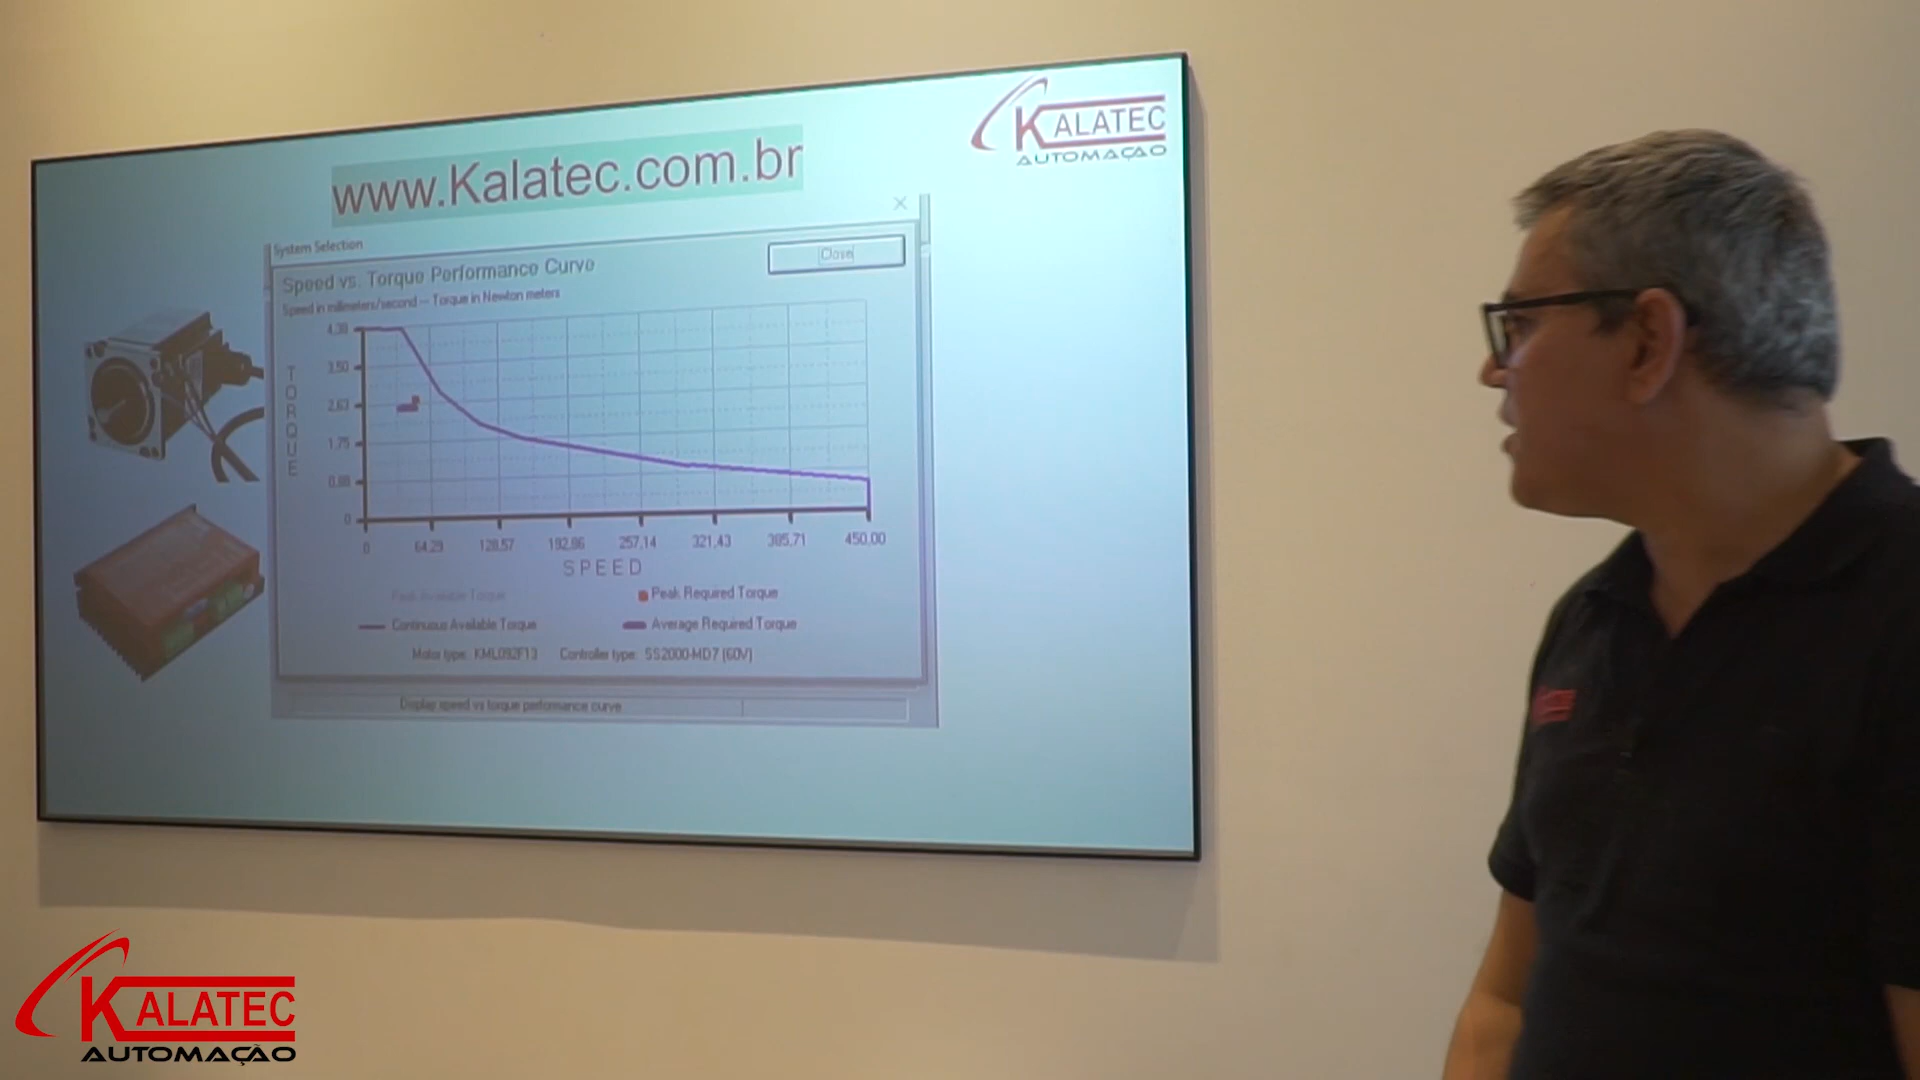 KALATEC
AUTOMAÇÃO
www.Kalatec.com.br
System Selection
Close
Speed vs. Torque Performance Curve
Speed in millimeters/second -- Torque in Newton meters
TORQUE
4,38
3,50
2,63
1,75
0,88
0
0 64,29 128,57 192,86 257,14 321,43 385,71 450,00
SPEED
Peak Available Torque
Peak Required Torque
Continuous Available Torque
Average Required Torque
Motor type: KML092F13 Controller type: SS2000-MD7 (60V)
Display speed vs torque performance curve
KALATEC
AUTOMAÇÃO